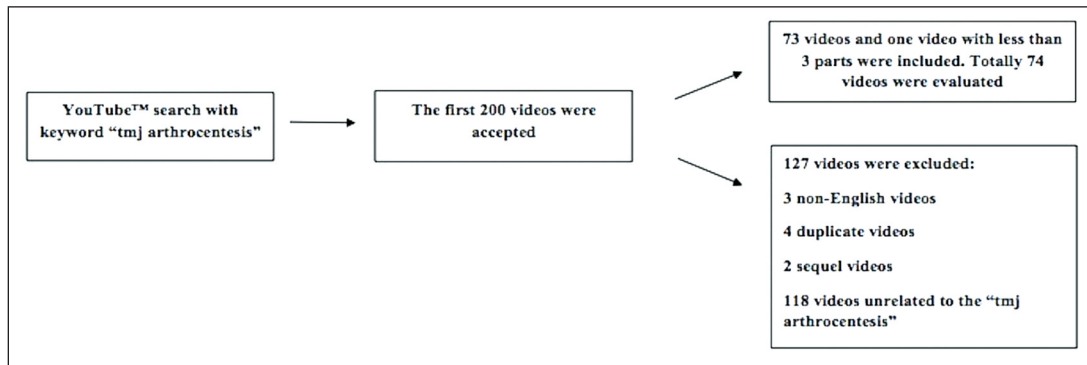 YouTube™ search with
keyword “tmj arthrocentesis”
The first 200 videos were
accepted
73 videos and one video with less than
3 parts were included. Totally 74
videos were evaluated
127 videos were excluded:
3 non-English videos
4 duplicate videos
2 sequel videos
118 videos unrelated to the “tmj
arthrocentesis”